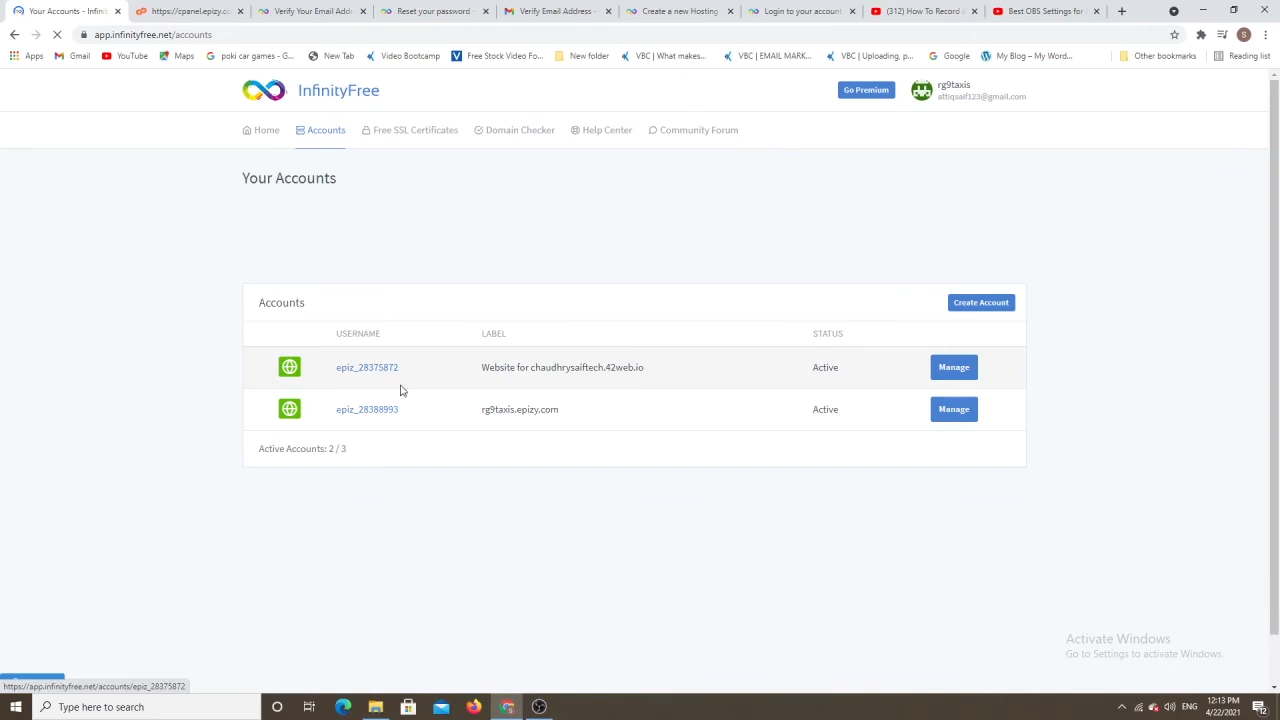 Your Accounts - Infinit
https://cpanel.epizy.c
Verify Your Email Addr
Reset your password -
Verify Email Address -
Create a new Hosting
Login to your account
(312) How To Record &
Best OBS Settings for
app.infinityfree.net/accounts
S
Apps
Gmail
YouTube
Maps
poki car games - G...
New Tab
Video Bootcamp
Free Stock Video Fo...
New folder
VBC | What makes...
VBC | EMAIL MARK...
VBC | Uploading, p...
Google
My Blog – My Word...
Other bookmarks
Reading list
InfinityFree
Go Premium
rg9taxis
attiqsaif123@gmail.com
Home
Accounts
Free SSL Certificates
Domain Checker
Help Center
Community Forum
Your Accounts
Accounts
Create Account
USERNAME LABEL STATUS
epiz_28375872 Website for chaudhrysaiftech.42web.io Active Manage
epiz_28388993 rg9taxis.epizy.com Active Manage
Active Accounts: 2 / 3
Activate Windows
Go to Settings to activate Windows.
https://app.infinityfree.net/accounts/epiz_28375872
Type here to search
12:13 PM
4/22/2021